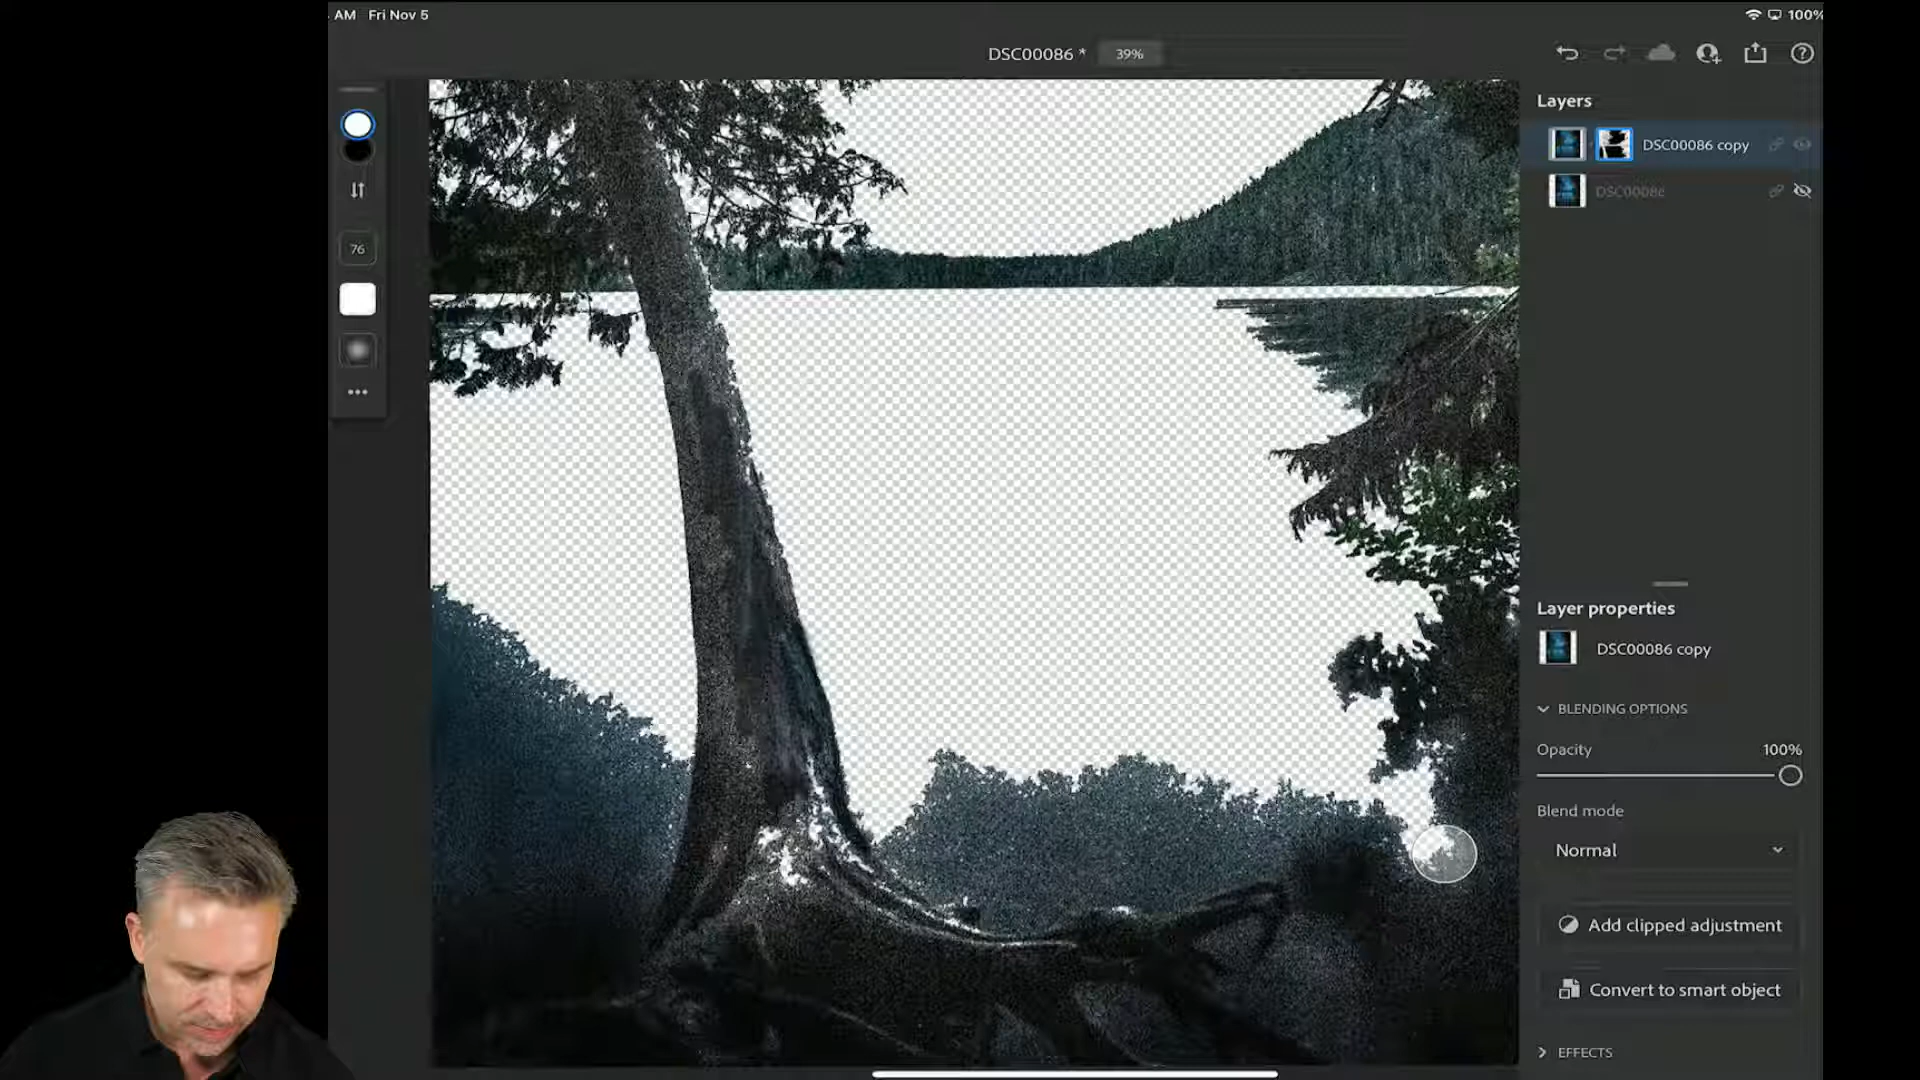 AM Fri Nov 5
100%
DSC00086 *
39%
Layers
DSC00086 copy
DSC00086
76
Layer properties
DSC00086 copy
BLENDING OPTIONS
Opacity
100%
Blend mode
Normal
Add clipped adjustment
Convert to smart object
EFFECTS